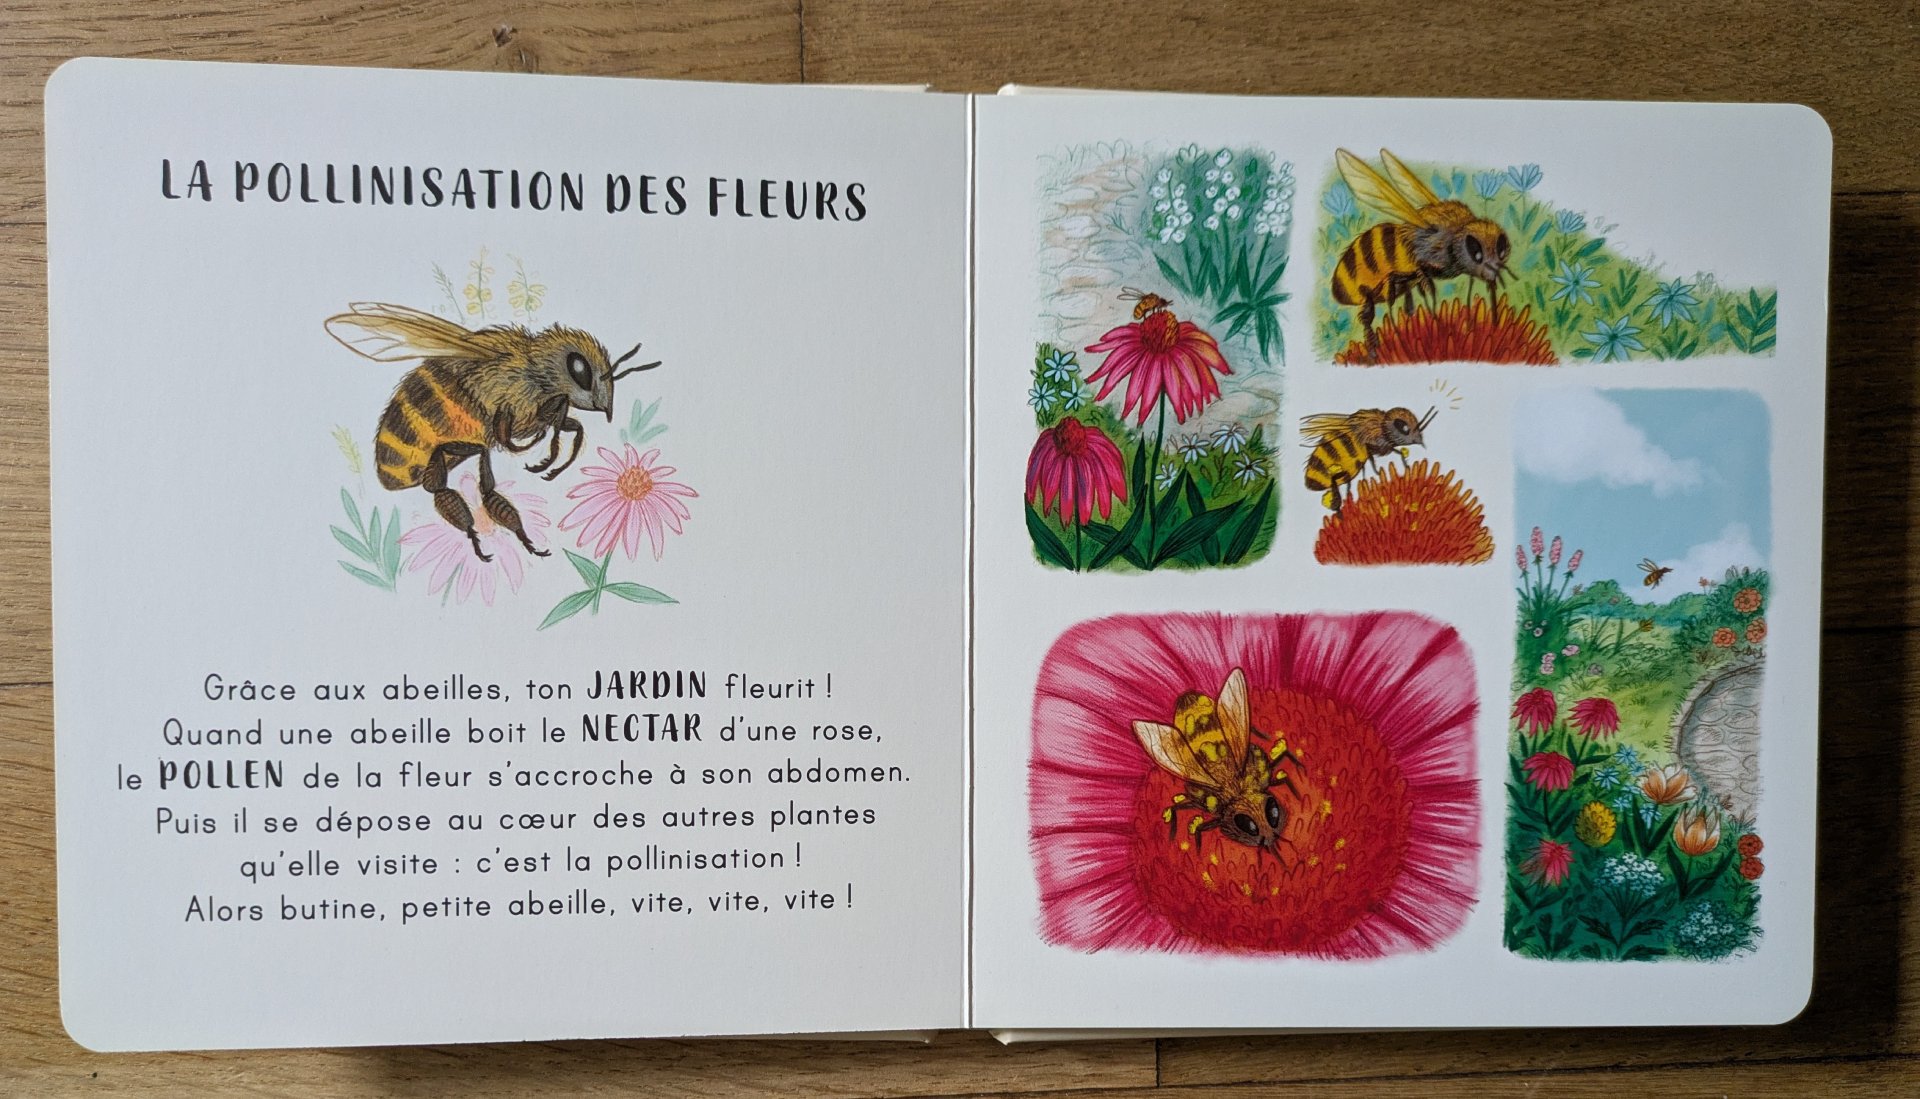 LA POLLINISATION DES FLEURS
Grâce aux abeilles, ton JARDIN fleurit !
Quand une abeille boit le NECTAR d'une rose,
le POLLEN de la fleur s'accroche à son abdomen.
Puis il se dépose au cœur des autres plantes
qu'elle visite : c'est la pollinisation !
Alors butine, petite abeille, vite, vite, vite !